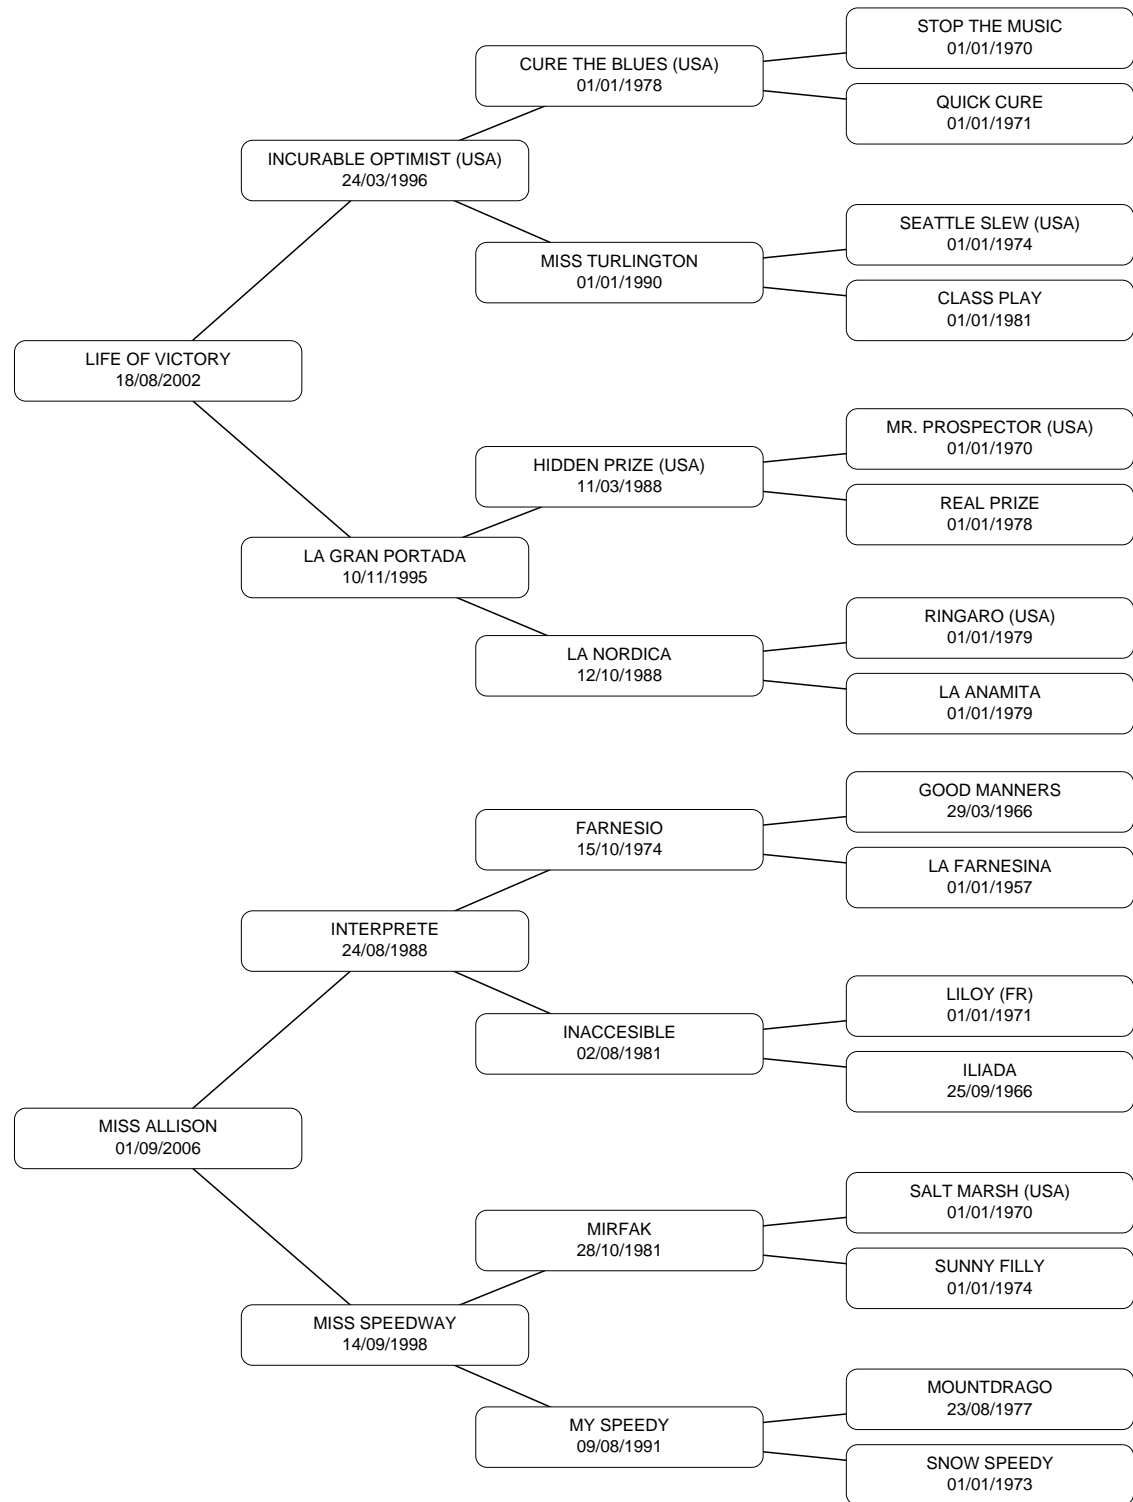 STOP THE MUSIC
01/01/1970
CURE THE BLUES (USA)
01/01/1978
QUICK CURE
01/01/1971
INCURABLE OPTIMIST (USA)
24/03/1996
SEATTLE SLEW (USA)
01/01/1974
MISS TURLINGTON
01/01/1990
CLASS PLAY
01/01/1981
LIFE OF VICTORY
18/08/2002
MR. PROSPECTOR (USA)
01/01/1970
HIDDEN PRIZE (USA)
11/03/1988
REAL PRIZE
01/01/1978
LA GRAN PORTADA
10/11/1995
RINGARO (USA)
01/01/1979
LA NORDICA
12/10/1988
LA ANAMITA
01/01/1979
GOOD MANNERS
29/03/1966
FARNESIO
15/10/1974
LA FARNESINA
01/01/1957
INTERPRETE
24/08/1988
LILOY (FR)
01/01/1971
INACCESIBLE
02/08/1981
ILIADA
25/09/1966
MISS ALLISON
01/09/2006
SALT MARSH (USA)
01/01/1970
MIRFAK
28/10/1981
SUNNY FILLY
01/01/1974
MISS SPEEDWAY
14/09/1998
MOUNTDRAGO
23/08/1977
MY SPEEDY
09/08/1991
SNOW SPEEDY
01/01/1973